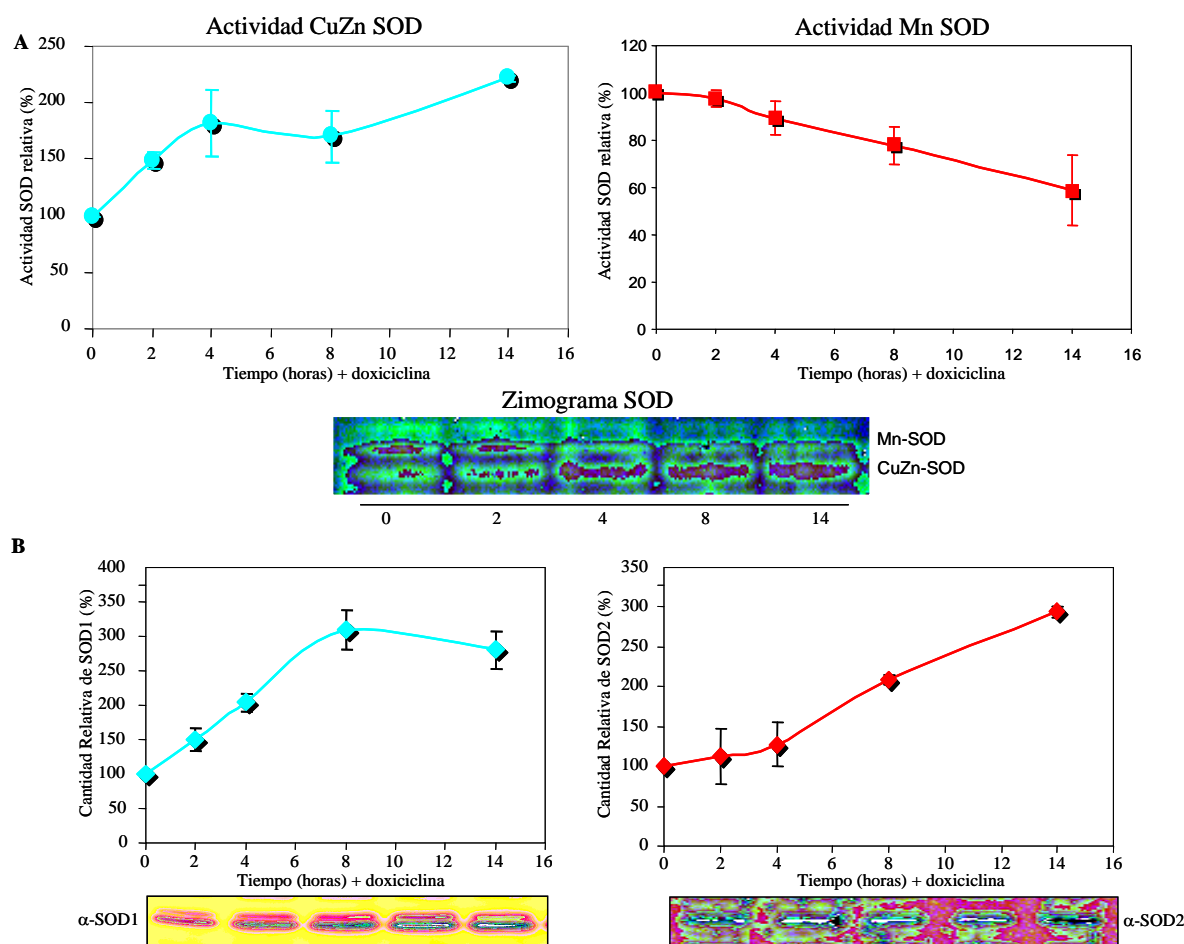 A
Actividad CuZn SOD
Actividad SOD relativa (%)
250
200
150
100
50
0
0 2 4 6 8 10 12 14 16
Tiempo (horas) + doxiciclina
Actividad Mn SOD
Actividad SOD relativa (%)
120
100
80
60
40
20
0
0 2 4 6 8 10 12 14 16
Tiempo (horas) + doxiciclina
Zimograma SOD
Mn-SOD
CuZn-SOD
0 2 4 8 14
B
Cantidad Relativa de SOD1 (%)
400
350
300
250
200
150
100
50
0
0 2 4 6 8 10 12 14 16
Tiempo (horas) + doxiciclina
α-SOD1
Cantidad Relativa de SOD2 (%)
350
300
250
200
150
100
50
0
0 2 4 6 8 10 12 14 16
Tiempo (horas) + doxiciclina
α-SOD2